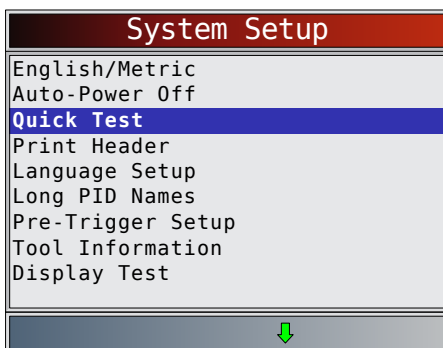 System Setup
English/Metric
Auto-Power Off
Quick Test
Print Header
Language Setup
Long PID Names
Pre-Trigger Setup
Tool Information
Display Test